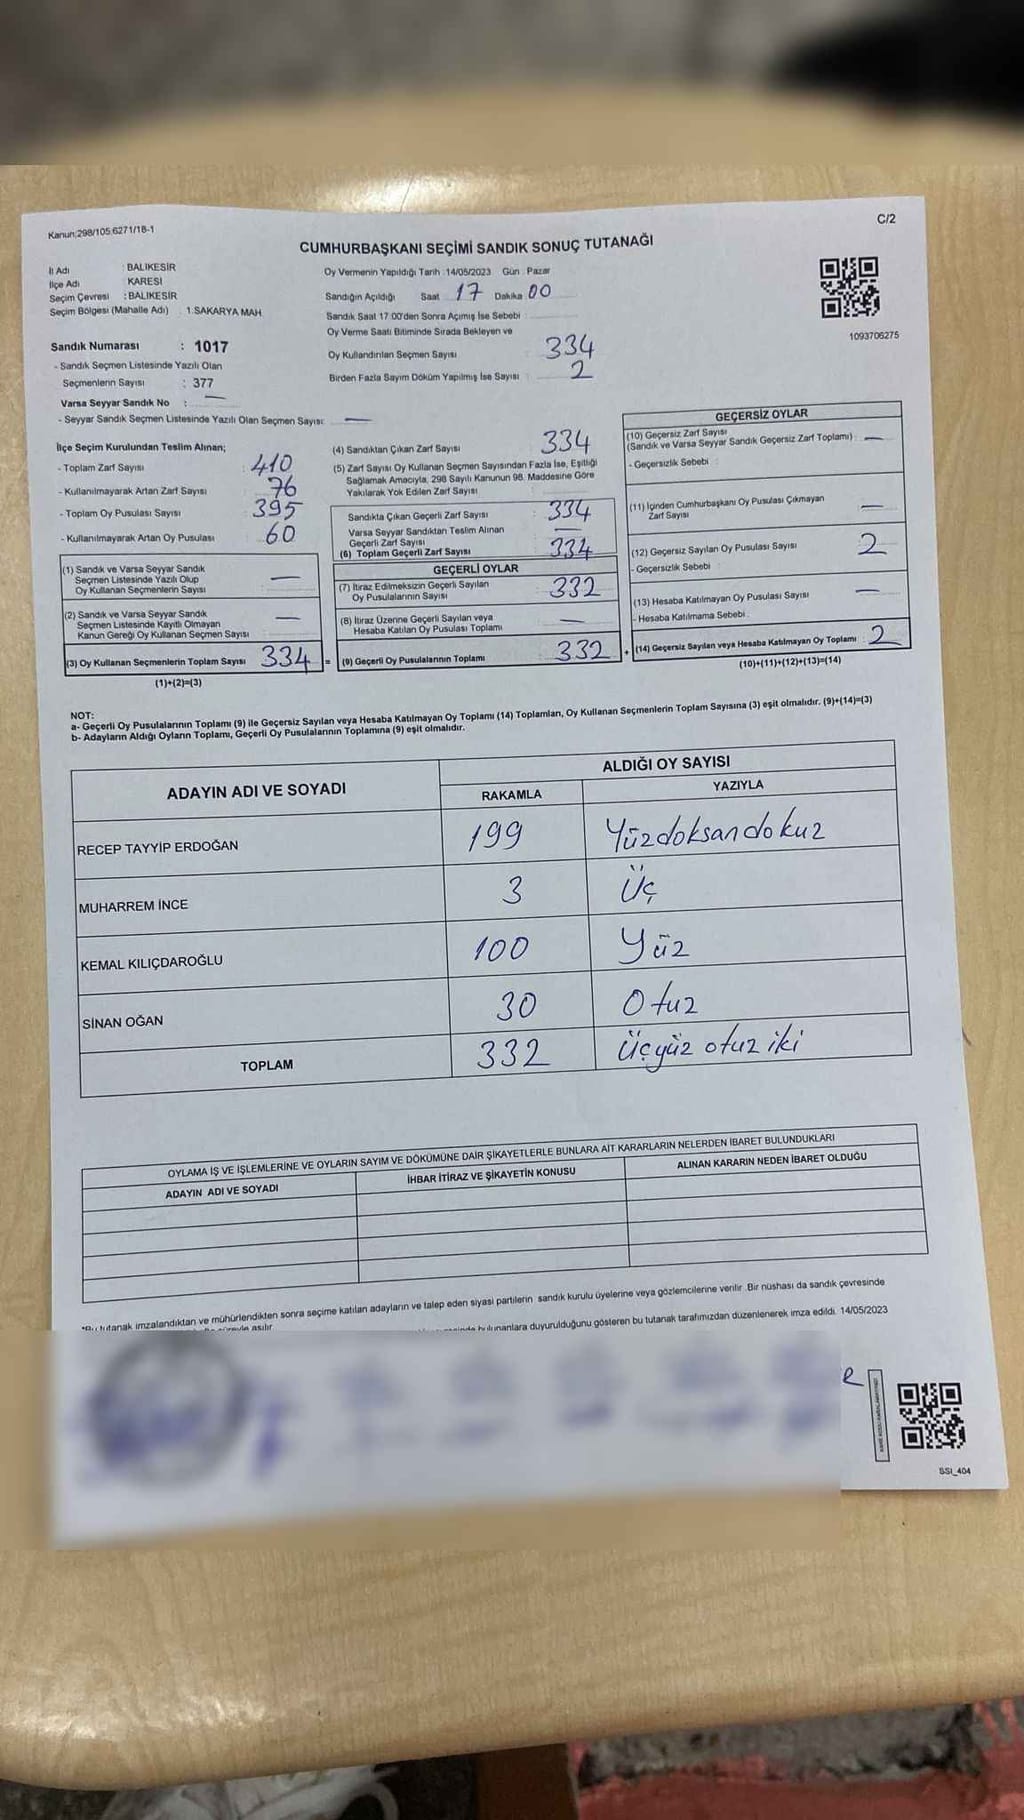 Kanun:298/105,6271/18-1
C/2
CUMHURBAŞKANI SEÇİMİ SANDIK SONUÇ TUTANAĞI
İl Adı : BALIKESİR
İlçe Adı KARESİ
Seçim Çevresi : BALIKESİR
Seçim Bölgesi (Mahalle Adı) 1.SAKARYA MAH.
Oy Vermenin Yapıldığı Tarih :14/05/2023 Gün : Pazar
Sandığın Açıldığı Saat 17 Dakika 00
Sandık Saat 17:00'den Sonra Açılmış İse Sebebi :
Oy Verme Saati Bitiminde Sırada Bekleyen ve
Oy Kullandırılan Seçmen Sayısı 334
Birden Fazla Sayım Döküm Yapılmış İse Sayısı 2
1093706275
Sandık Numarası : 1017
- Sandık Seçmen Listesinde Yazılı Olan
Seçmenlerin Sayısı : 377
Varsa Seyyar Sandık No : —
- Seyyar Sandık Seçmen Listesinde Yazılı Olan Seçmen Sayısı: —
İlçe Seçim Kurulundan Teslim Alınan;
- Toplam Zarf Sayısı : 410
- Kullanılmayarak Artan Zarf Sayısı : 76
- Toplam Oy Pusulası Sayısı : 395
- Kullanılmayarak Artan Oy Pusulası : 60
(1) Sandık ve Varsa Seyyar Sandık
Seçmen Listesinde Yazılı Olup
Oy Kullanan Seçmenlerin Sayısı —
(2) Sandık ve Varsa Seyyar Sandık
Seçmen Listesinde Kayıtlı Olmayan
Kanun Gereği Oy Kullanan Seçmen Sayısı —
(3) Oy Kullanan Seçmenlerin Toplam Sayısı 334 =
(1)+(2)=(3)
(4) Sandıktan Çıkan Zarf Sayısı 334
(5) Zarf Sayısı Oy Kullanan Seçmen Sayısından Fazla İse, Eşitliği
Sağlamak Amacıyla, 298 Sayılı Kanunun 98. Maddesine Göre
Yakılarak Yok Edilen Zarf Sayısı
Sandıkta Çıkan Geçerli Zarf Sayısı : 334
Varsa Seyyar Sandıktan Teslim Alınan
Geçerli Zarf Sayısı : —
(6) Toplam Geçerli Zarf Sayısı 334
GEÇERLİ OYLAR
(7) İtiraz Edilmeksizin Geçerli Sayılan
Oy Pusulalarının Sayısı 332
(8) İtiraz Üzerine Geçerli Sayılan veya
Hesaba Katılan Oy Pusulası Toplamı —
(9) Geçerli Oy Pusulalarının Toplamı 332 +
GEÇERSİZ OYLAR
(10) Geçersiz Zarf Sayısı
(Sandık ve Varsa Seyyar Sandık Geçersiz Zarf Toplamı) : —
- Geçersizlik Sebebi :
(11) İçinden Cumhurbaşkanı Oy Pusulası Çıkmayan
Zarf Sayısı —
(12) Geçersiz Sayılan Oy Pusulası Sayısı 2
- Geçersizlik Sebebi :
(13) Hesaba Katılmayan Oy Pusulası Sayısı —
- Hesaba Katılmama Sebebi :
(14) Geçersiz Sayılan veya Hesaba Katılmayan Oy Toplamı : 2
(10)+(11)+(12)+(13)=(14)
NOT:
a- Geçerli Oy Pusulalarının Toplamı (9) ile Geçersiz Sayılan veya Hesaba Katılmayan Oy Toplamı (14) Toplamları, Oy Kullanan Seçmenlerin Toplam Sayısına (3) eşit olmalıdır. (9)+(14)=(3)
b- Adayların Aldığı Oyların Toplamı, Geçerli Oy Pusulalarının Toplamına (9) eşit olmalıdır.
ADAYIN ADI VE SOYADI
ALDIĞI OY SAYISI
RAKAMLA YAZIYLA
RECEP TAYYİP ERDOĞAN 199 Yüzdoksandokuz
MUHARREM İNCE 3 Üç
KEMAL KILIÇDAROĞLU 100 Yüz
SİNAN OĞAN 30 Otuz
TOPLAM 332 Üçyüz otuz iki
OYLAMA İŞ VE İŞLEMLERİNE VE OYLARIN SAYIM VE DÖKÜMÜNE DAİR ŞİKAYETLERLE BUNLARA AİT KARARLARIN NELERDEN İBARET BULUNDUKLARI
ADAYIN ADI VE SOYADI İHBAR İTİRAZ VE ŞİKAYETİN KONUSU ALINAN KARARIN NEDEN İBARET OLDUĞU
*Bu tutanak imzalandıktan ve mühürlendikten sonra seçime katılan adayların ve talep eden siyasi partilerin sandık kurulu üyelerine veya gözlemcilerine verilir. Bir nüshası da sandık çevresinde
asılır. bulunanlara duyurulduğunu gösteren bu tutanak tarafımızdan düzenlenerek imza edildi. 14/05/2023
SSI_404